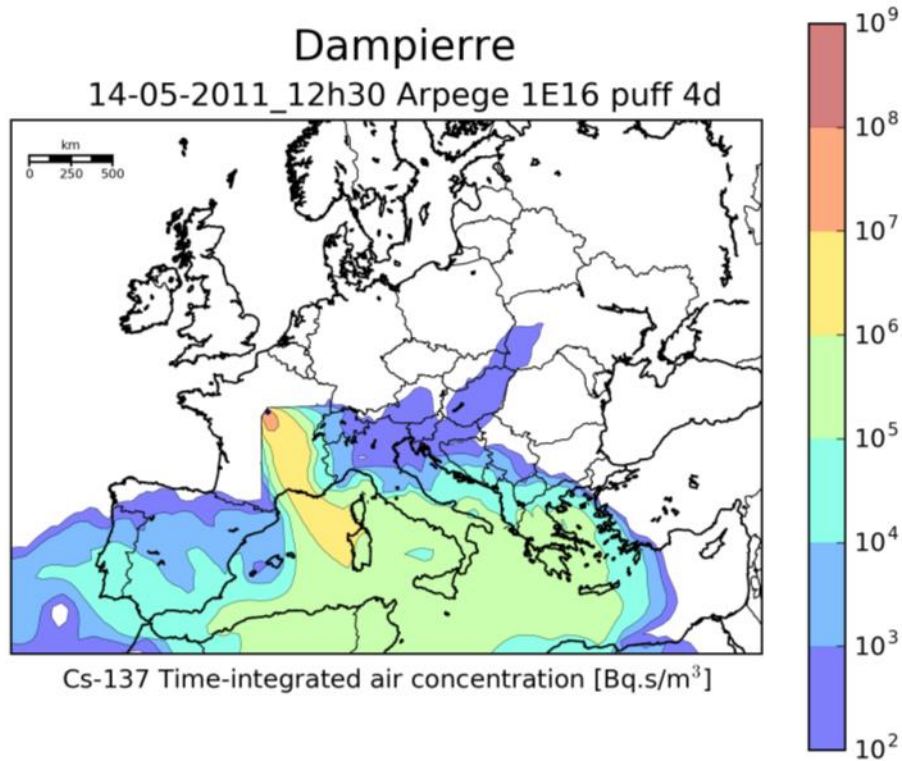 Dampierre
14-05-2011_12h30 Arpege 1E16 puff 4d
km
0 250 500
Cs-137 Time-integrated air concentration [Bq.s/m³]
10⁹
10⁸
10⁷
10⁶
10⁵
10⁴
10³
10²